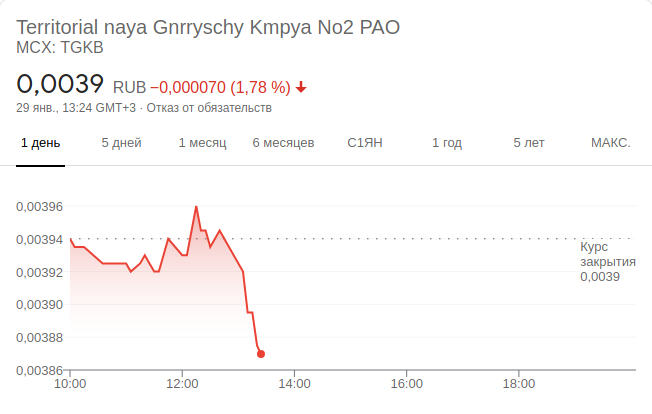 Territorial naya Gnrryschy Kmpya No2 PAO
MCX: TGKB
0,0039 RUB −0,000070 (1,78 %)
29 янв., 13:24 GMT+3 · Отказ от обязательств
1 день 5 дней 1 месяц 6 месяцев С1ЯН 1 год 5 лет МАКС.
0,00396
0,00394
Курс
закрытия
0,0039
0,00392
0,00390
0,00388
0,00386
10:00 12:00 14:00 16:00 18:00